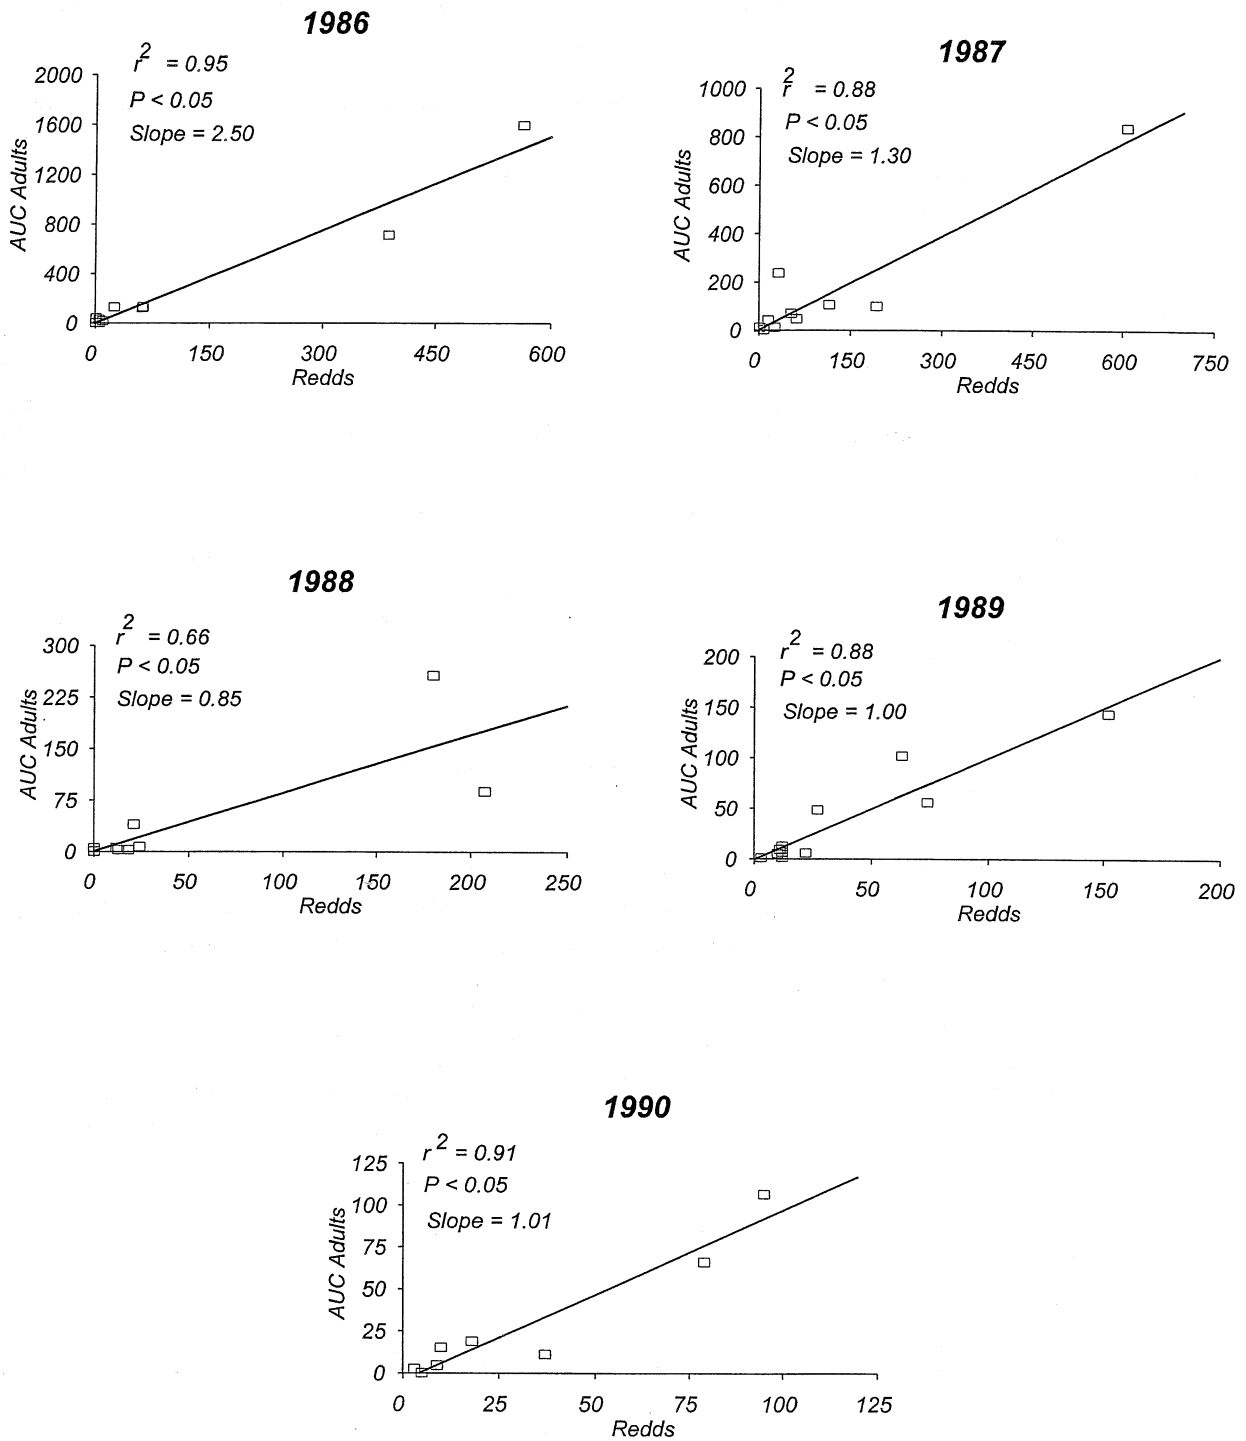 1986
r2 = 0.95
P < 0.05
Slope = 2.50
2000
1600
1200
800
400
0
AUC Adults
0 150 300 450 600
Redds
1987
r2 = 0.88
P < 0.05
Slope = 1.30
1000
800
600
400
200
0
AUC Adults
0 150 300 450 600 750
Redds
1988
r2 = 0.66
P < 0.05
Slope = 0.85
300
225
150
75
0
AUC Adults
0 50 100 150 200 250
Redds
1989
r2 = 0.88
P < 0.05
Slope = 1.00
200
150
100
50
0
AUC Adults
0 50 100 150 200
Redds
1990
r2 = 0.91
P < 0.05
Slope = 1.01
125
100
75
50
25
0
AUC Adults
0 25 50 75 100 125
Redds